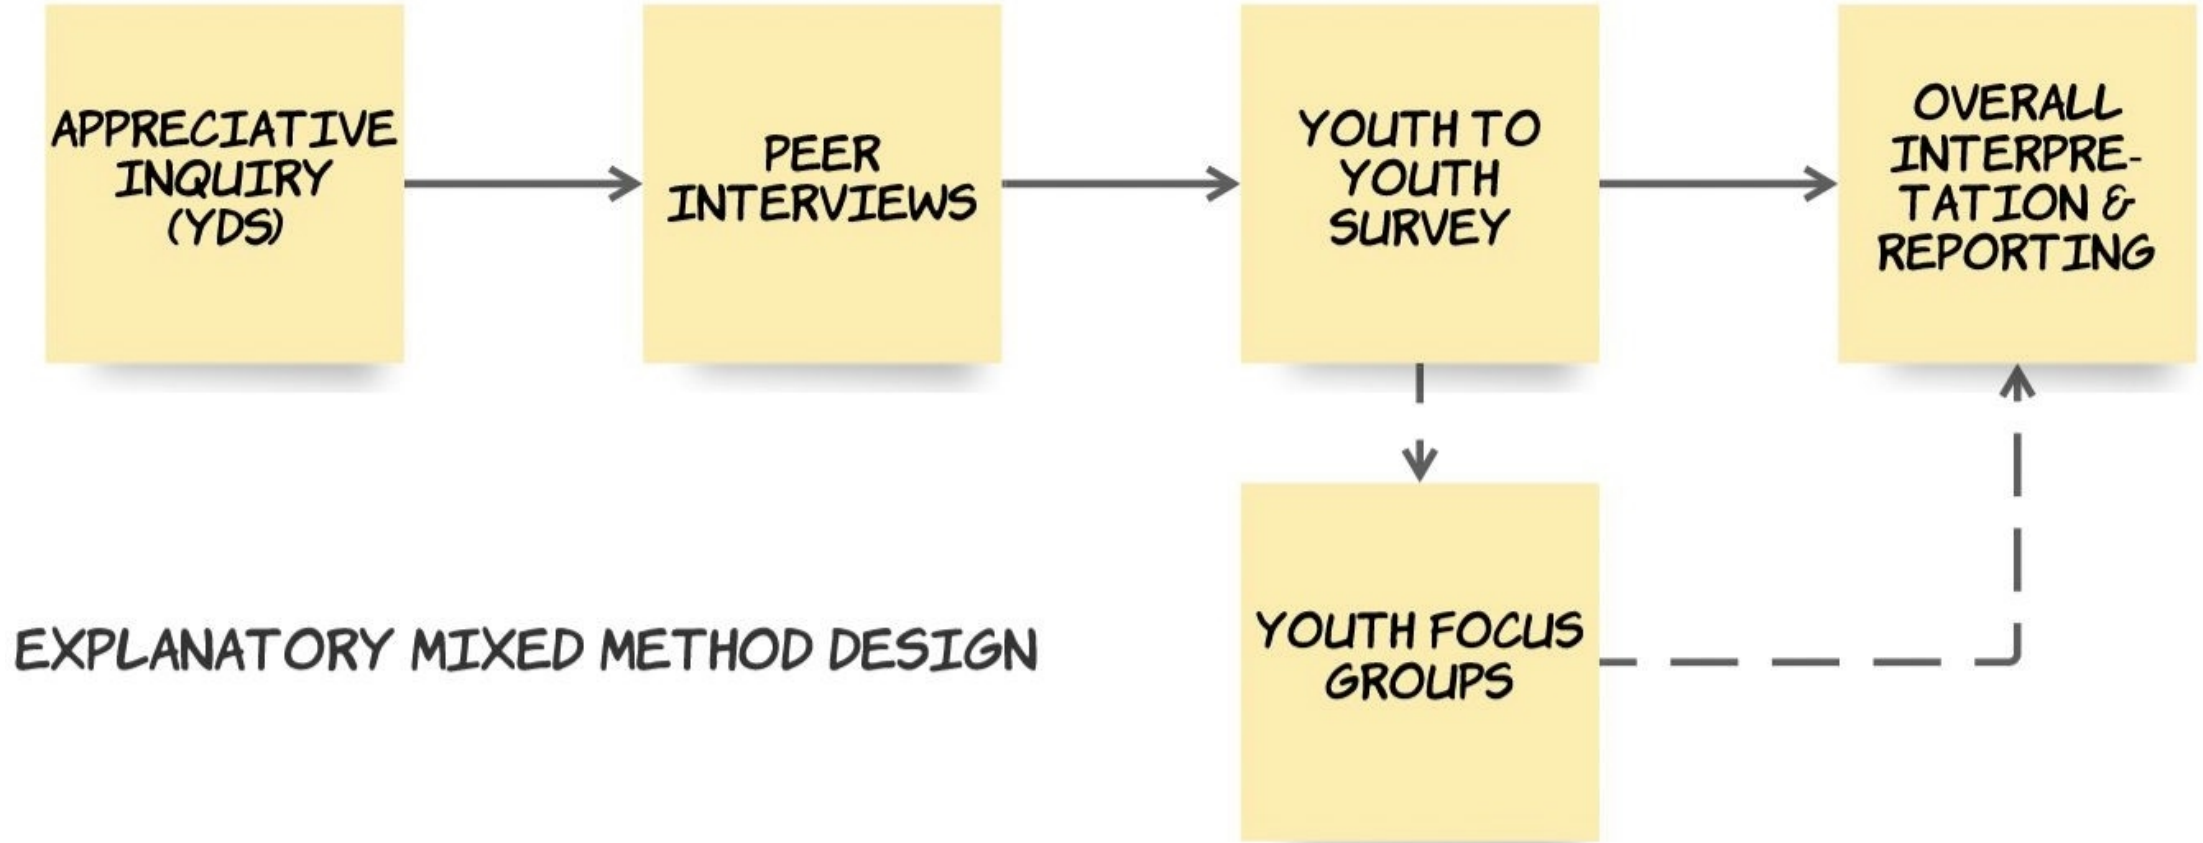 APPRECIATIVE
INQUIRY
(YDS)
PEER
INTERVIEWS
YOUTH TO
YOUTH
SURVEY
OVERALL
INTERPRE-
TATION &
REPORTING
YOUTH FOCUS
GROUPS
EXPLANATORY MIXED METHOD DESIGN